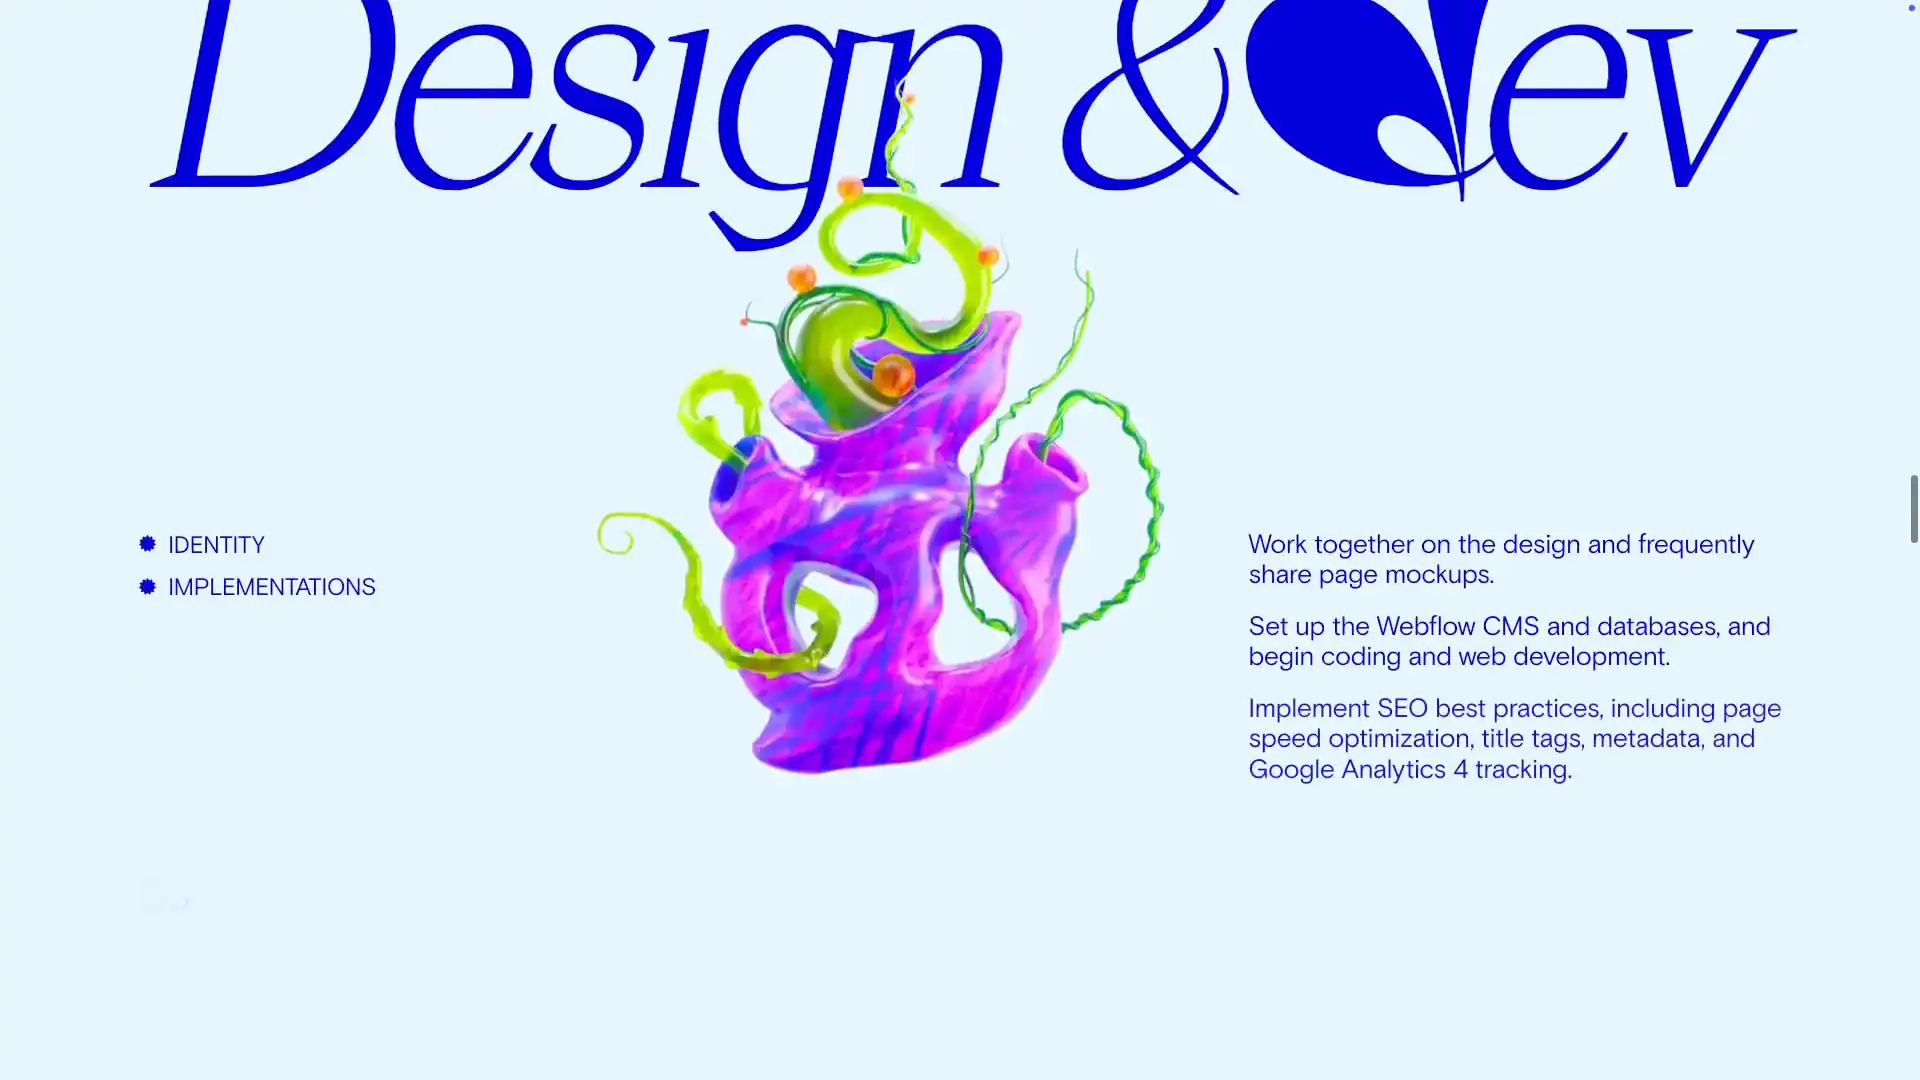 Design & dev
IDENTITY
IMPLEMENTATIONS
Work together on the design and frequently
share page mockups.
Set up the Webflow CMS and databases, and
begin coding and web development.
Implement SEO best practices, including page
speed optimization, title tags, metadata, and
Google Analytics 4 tracking.